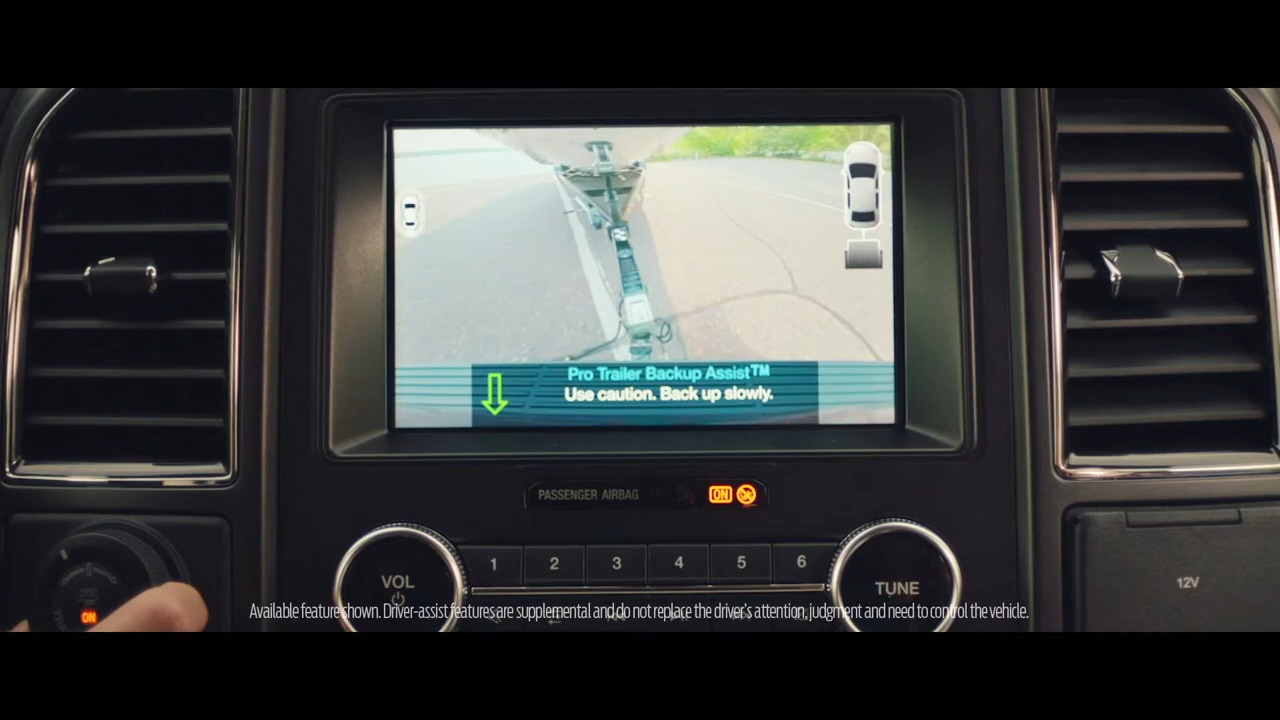 Pro Trailer Backup Assist™
Use caution. Back up slowly.
PASSENGER AIRBAG
ON
1 2 3 4 5 6
VOL
TUNE
12V
ON
Available feature shown. Driver-assist features are supplemental and do not replace the driver's attention, judgment and need to control the vehicle.